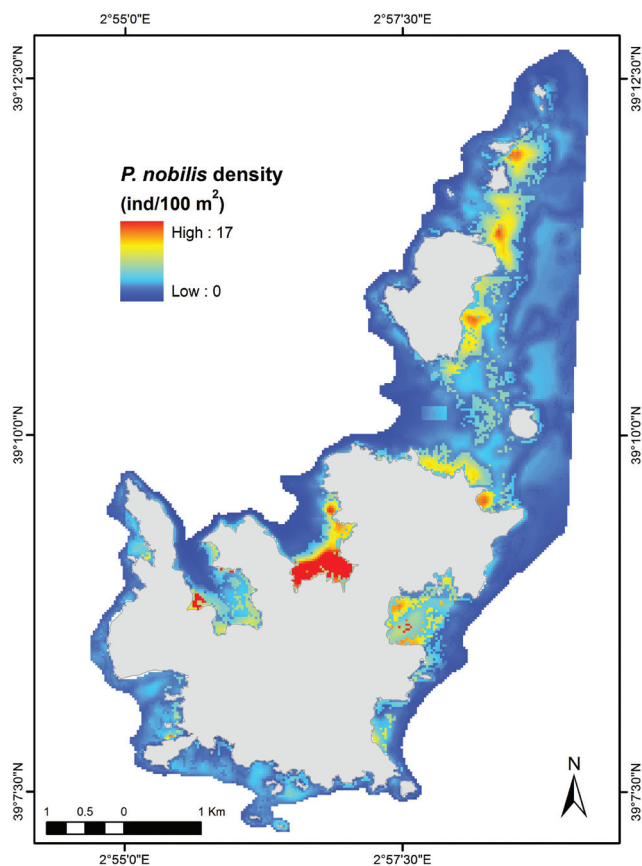 2°55'0"E 2°57'30"E
39°12'30"N 39°12'30"N
P. nobilis density
(ind/100 m²)
High : 17
Low : 0
39°10'0"N 39°10'0"N
39°7'30"N 39°7'30"N
N
1 0.5 0 1 Km
2°55'0"E 2°57'30"E